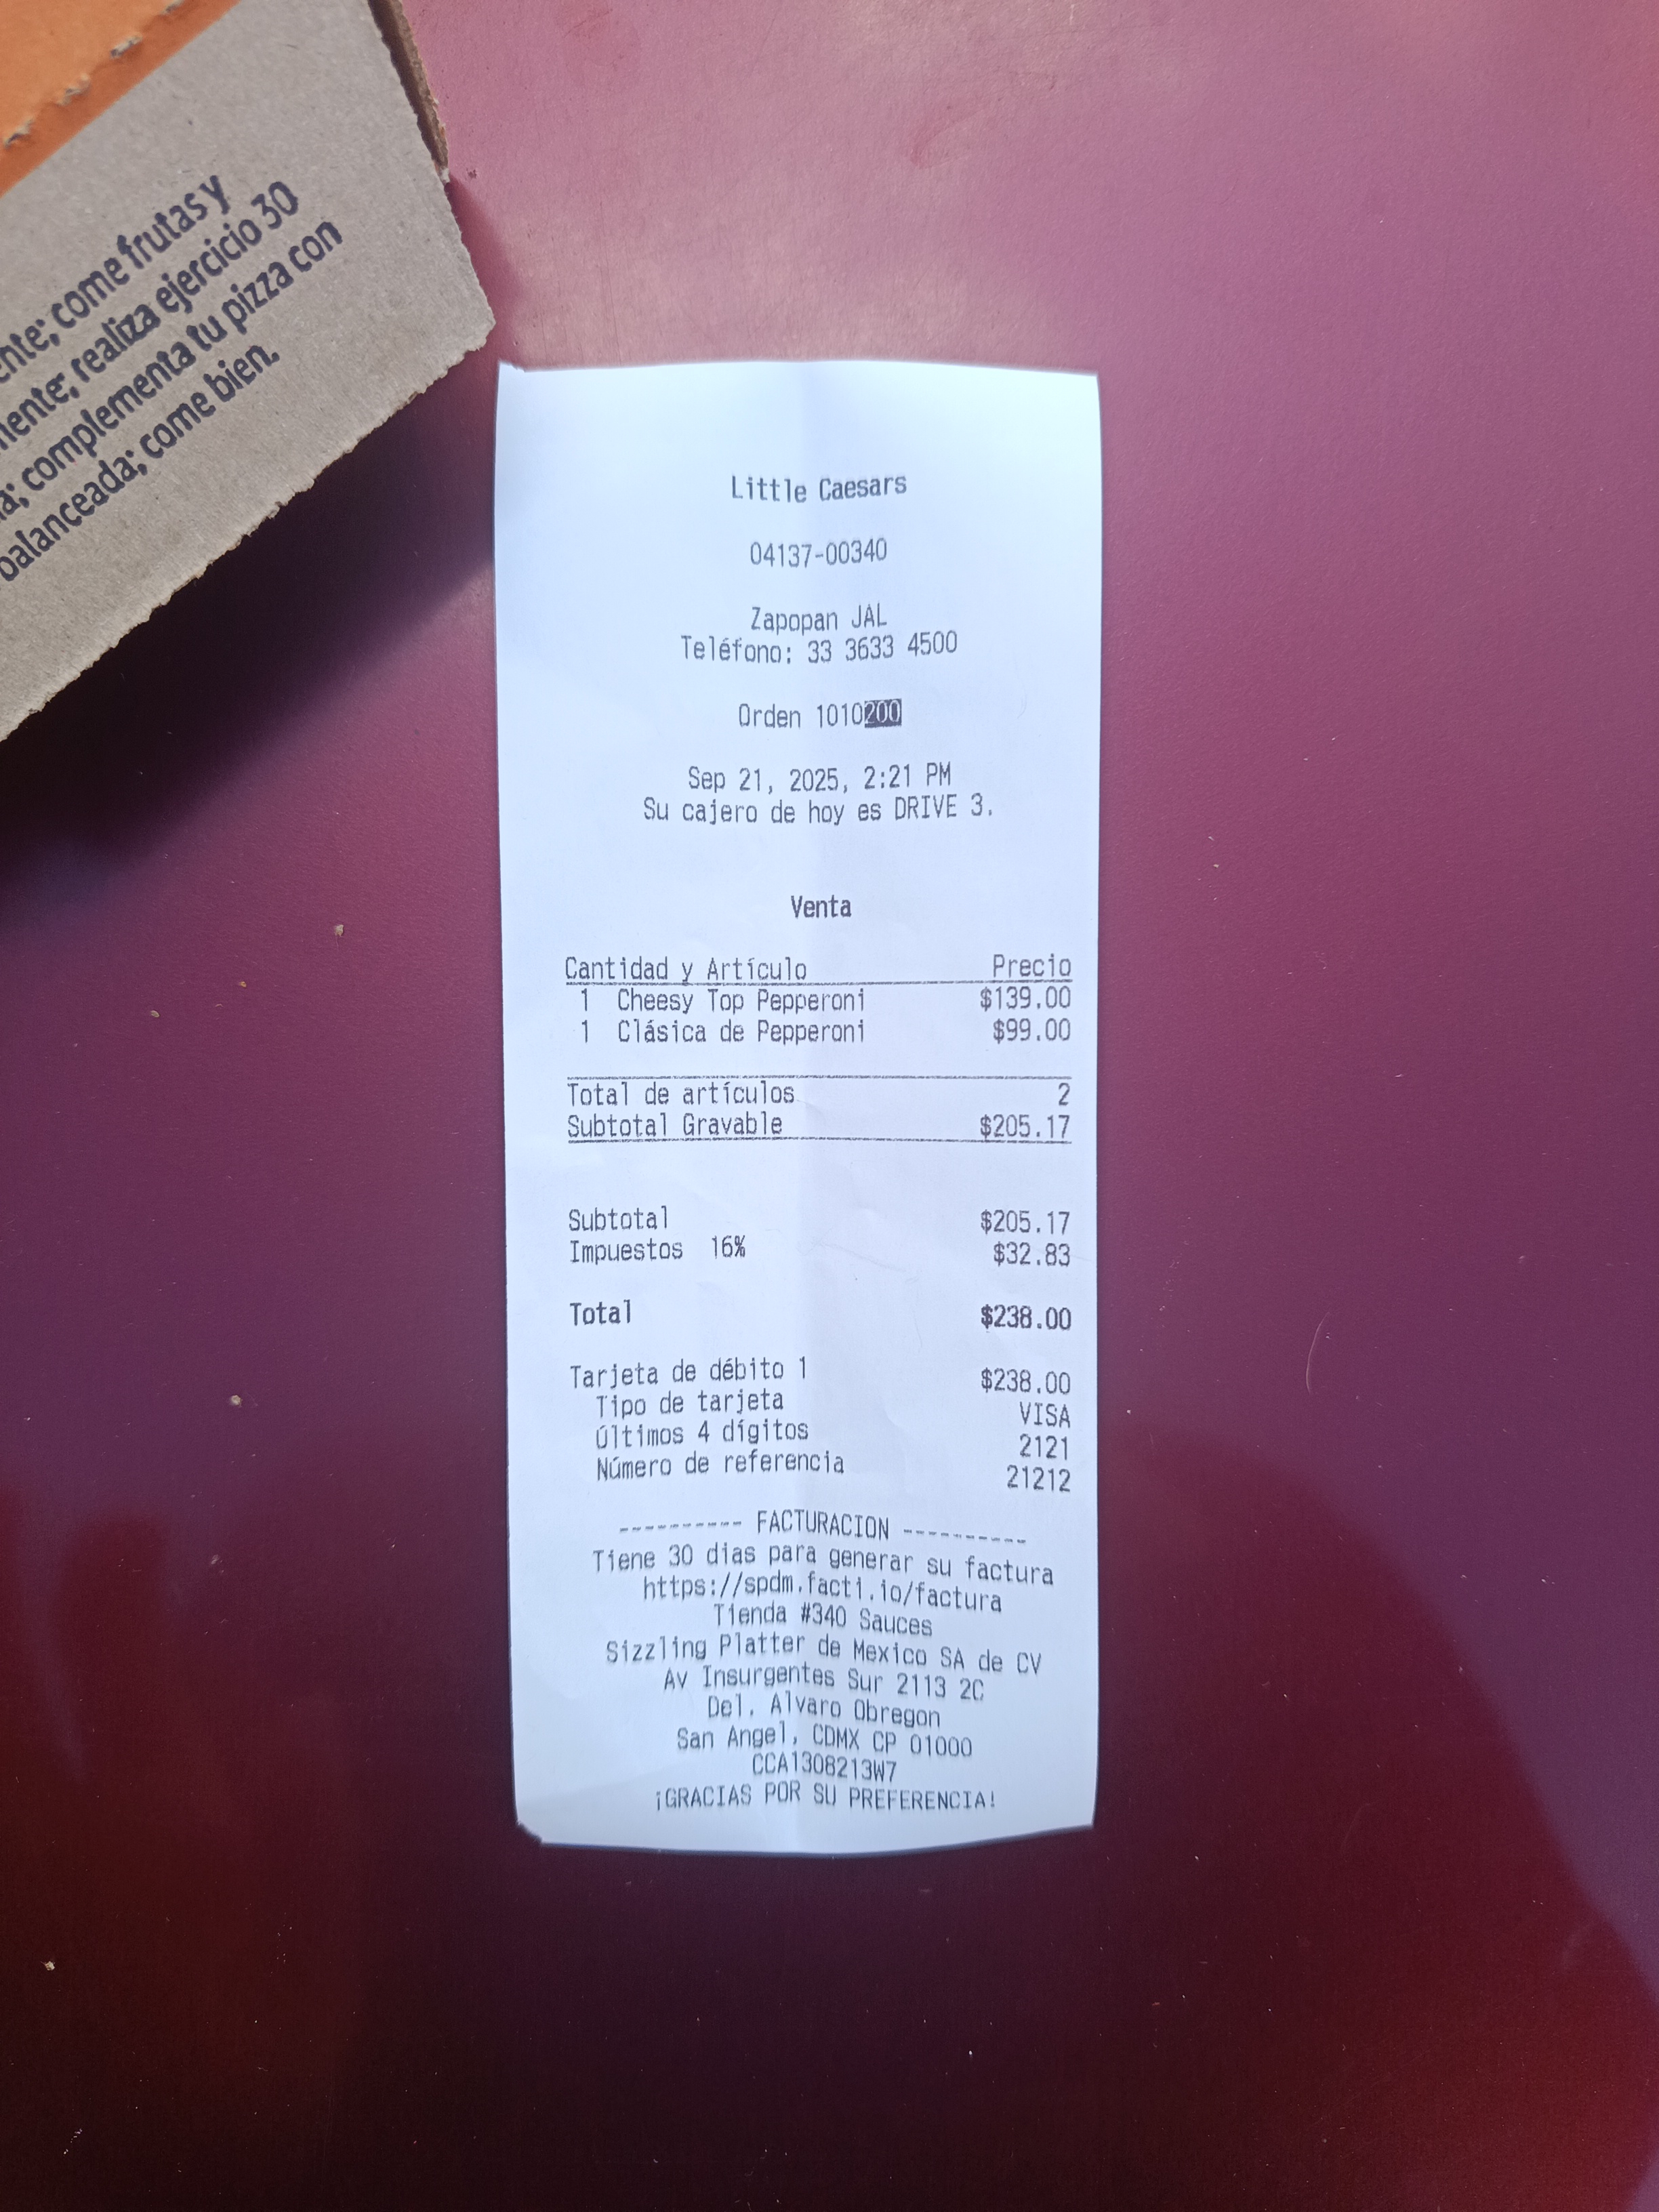 nte; come frutas y
mente; realiza ejercicio 30
a; complementa tu pizza con
balanceada; come bien.
Little Caesars
04137-00340
Zapopan JAL
Teléfono: 33 3633 4500
Orden 1010200
Sep 21, 2025, 2:21 PM
Su cajero de hoy es DRIVE 3.
Venta
Cantidad y Artículo Precio
1 Cheesy Top Pepperoni $139.00
1 Clásica de Pepperoni $99.00
Total de artículos 2
Subtotal Gravable $205.17
Subtotal $205.17
Impuestos 16% $32.83
Total $238.00
Tarjeta de débito 1 $238.00
Tipo de tarjeta VISA
Últimos 4 dígitos 2121
Número de referencia 21212
---------- FACTURACION ----------
Tiene 30 dias para generar su factura
https://spdm.facti.io/factura
Tienda #340 Sauces
Sizzling Platter de Mexico SA de CV
Av Insurgentes Sur 2113 2C
Del. Alvaro Obregon
San Angel, CDMX CP 01000
CCA1308213W7
¡GRACIAS POR SU PREFERENCIA!